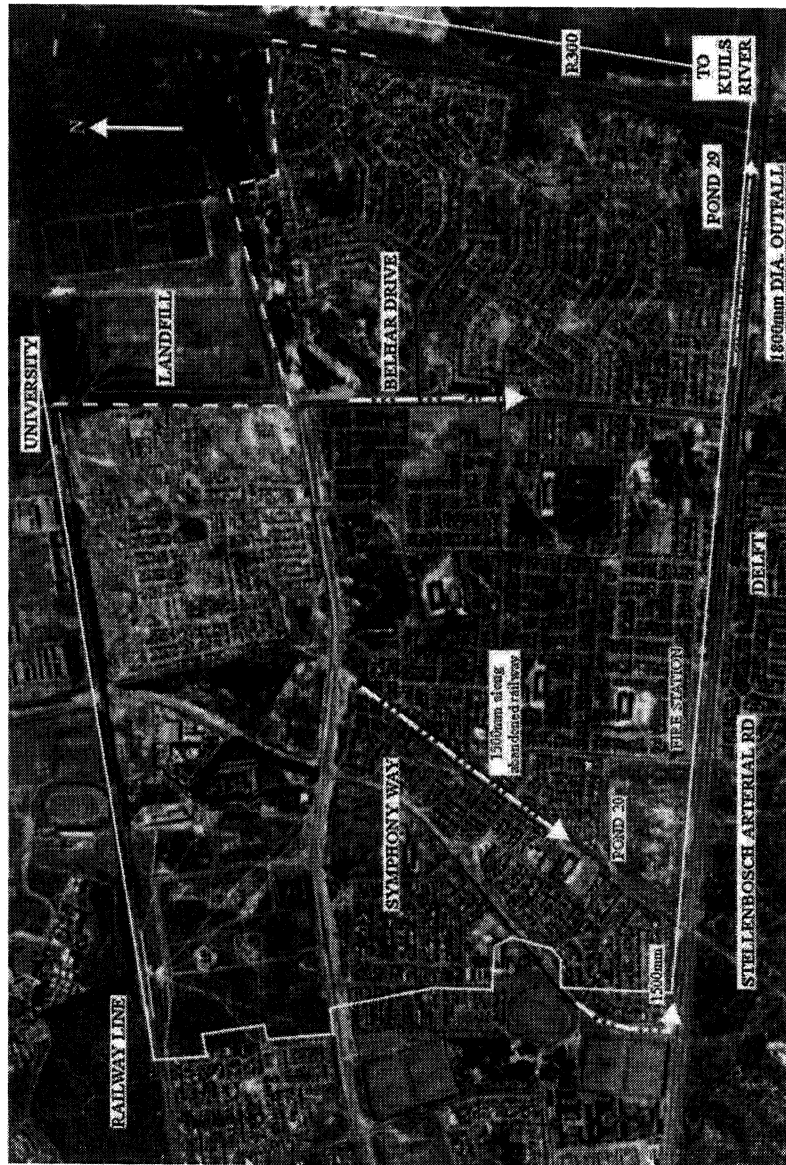 N
R300
TO
KUILS
RIVER
UNIVERSITY
LANDFILL
BELHAR DRIVE
POND 29
1800mm DIA. OUTFALL
RAILWAY LINE
SYMPHONY WAY
1500mm along
abandoned railway
POND 20
FIRE STATION
DELFT
1500mm
STELLENBOSCH ARTERIAL RD